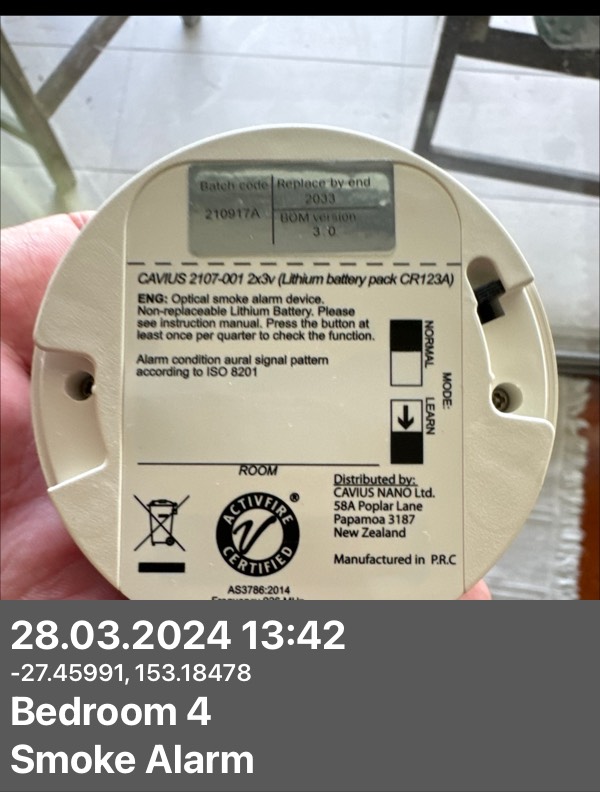 Batch code
Replace by end
2033
210917A
BOM version
3.0
CAVIUS 2107-001 2x3v (Lithium battery pack CR123A)
ENG: Optical smoke alarm device.
Non-replaceable Lithium Battery. Please
see instruction manual. Press the button at
least once per quarter to check the function.
Alarm condition aural signal pattern
according to ISO 8201
NORMAL
MODE:
LEARN
ROOM
ACTIVFIRE
®
CERTIFIED
AS3786:2014
Distributed by:
CAVIUS NANO Ltd.
58A Poplar Lane
Papamoa 3187
New Zealand
Manufactured in P.R.C
28.03.2024 13:42
-27.45991, 153.18478
Bedroom 4
Smoke Alarm